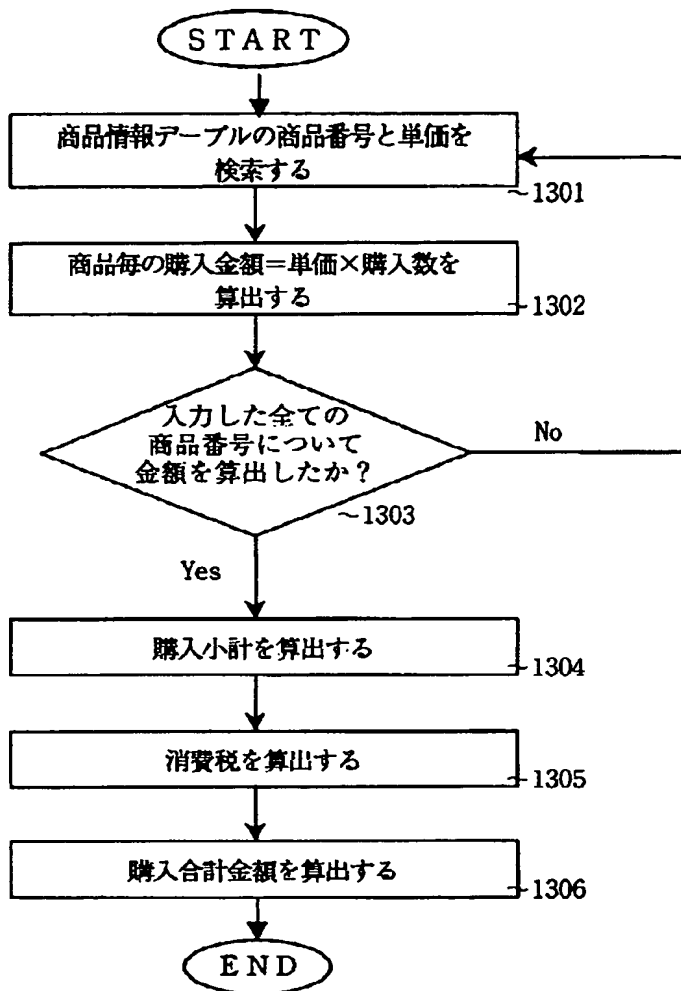 START
商品情報テーブルの商品番号と単価を
検索する
～1301
商品毎の購入金額＝単価×購入数を
算出する
～1302
入力した全ての
商品番号について
金額を算出したか？
～1303
No
Yes
購入小計を算出する
～1304
消費税を算出する
～1305
購入合計金額を算出する
～1306
END